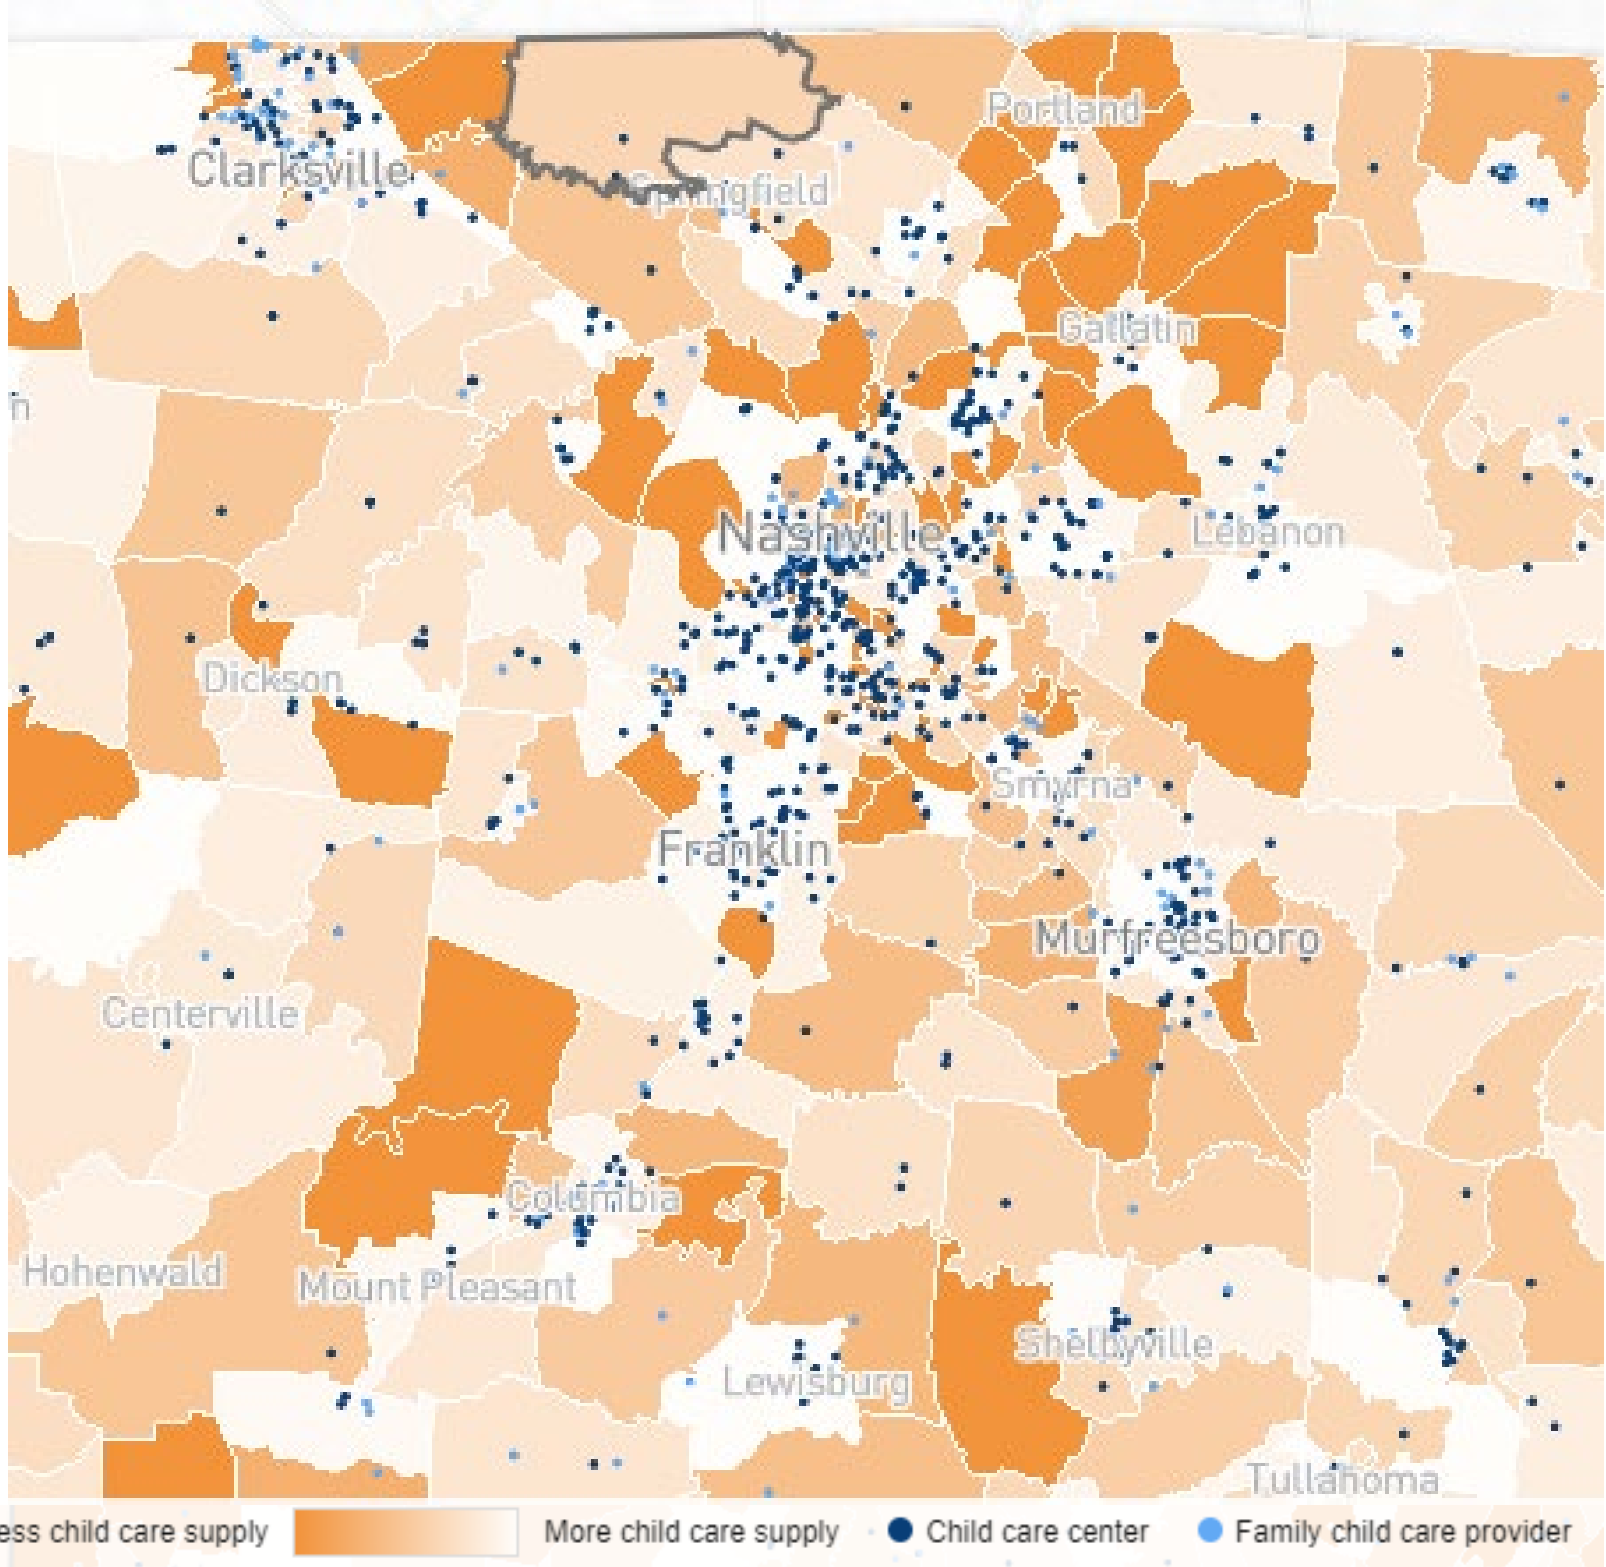 Portland
Clarksville
Springfield
Gallatin
n
Nashville
Lebanon
Dickson
Smyrna
Franklin
Murfreesboro
Centerville
Columbia
Hohenwald
Mount Pleasant
Shelbyville
Lewisburg
Tullahoma
ess child care supply More child care supply Child care center Family child care provider